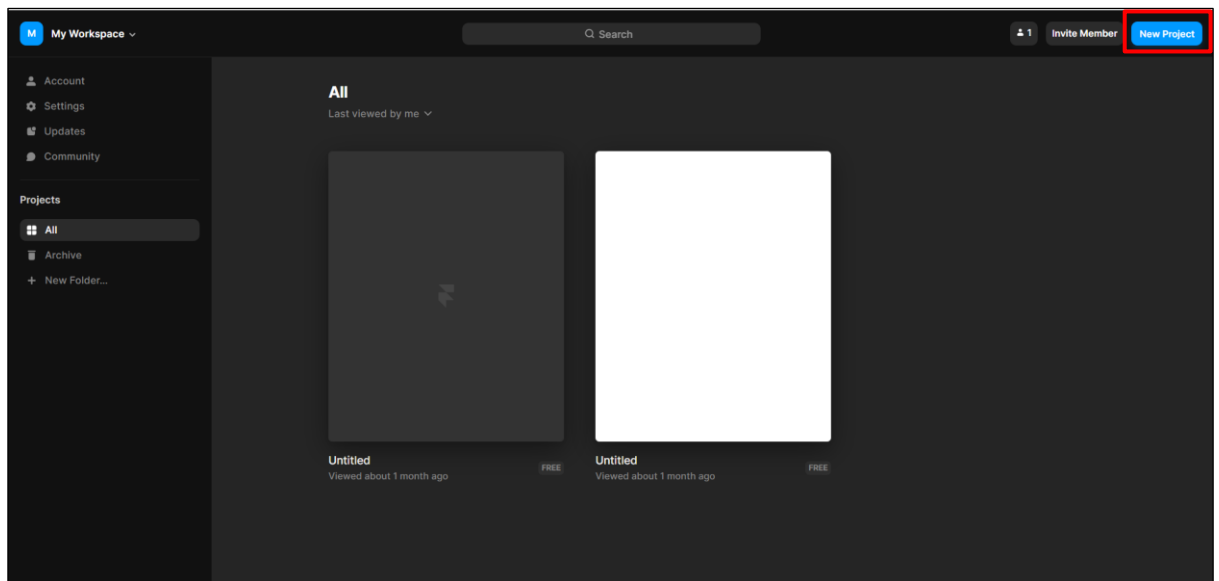 M My Workspace
Search
1 Invite Member New Project
Account
Settings
Updates
Community
Projects
All
Archive
+ New Folder...
All
Last viewed by me
Untitled
Viewed about 1 month ago
FREE
Untitled
Viewed about 1 month ago
FREE